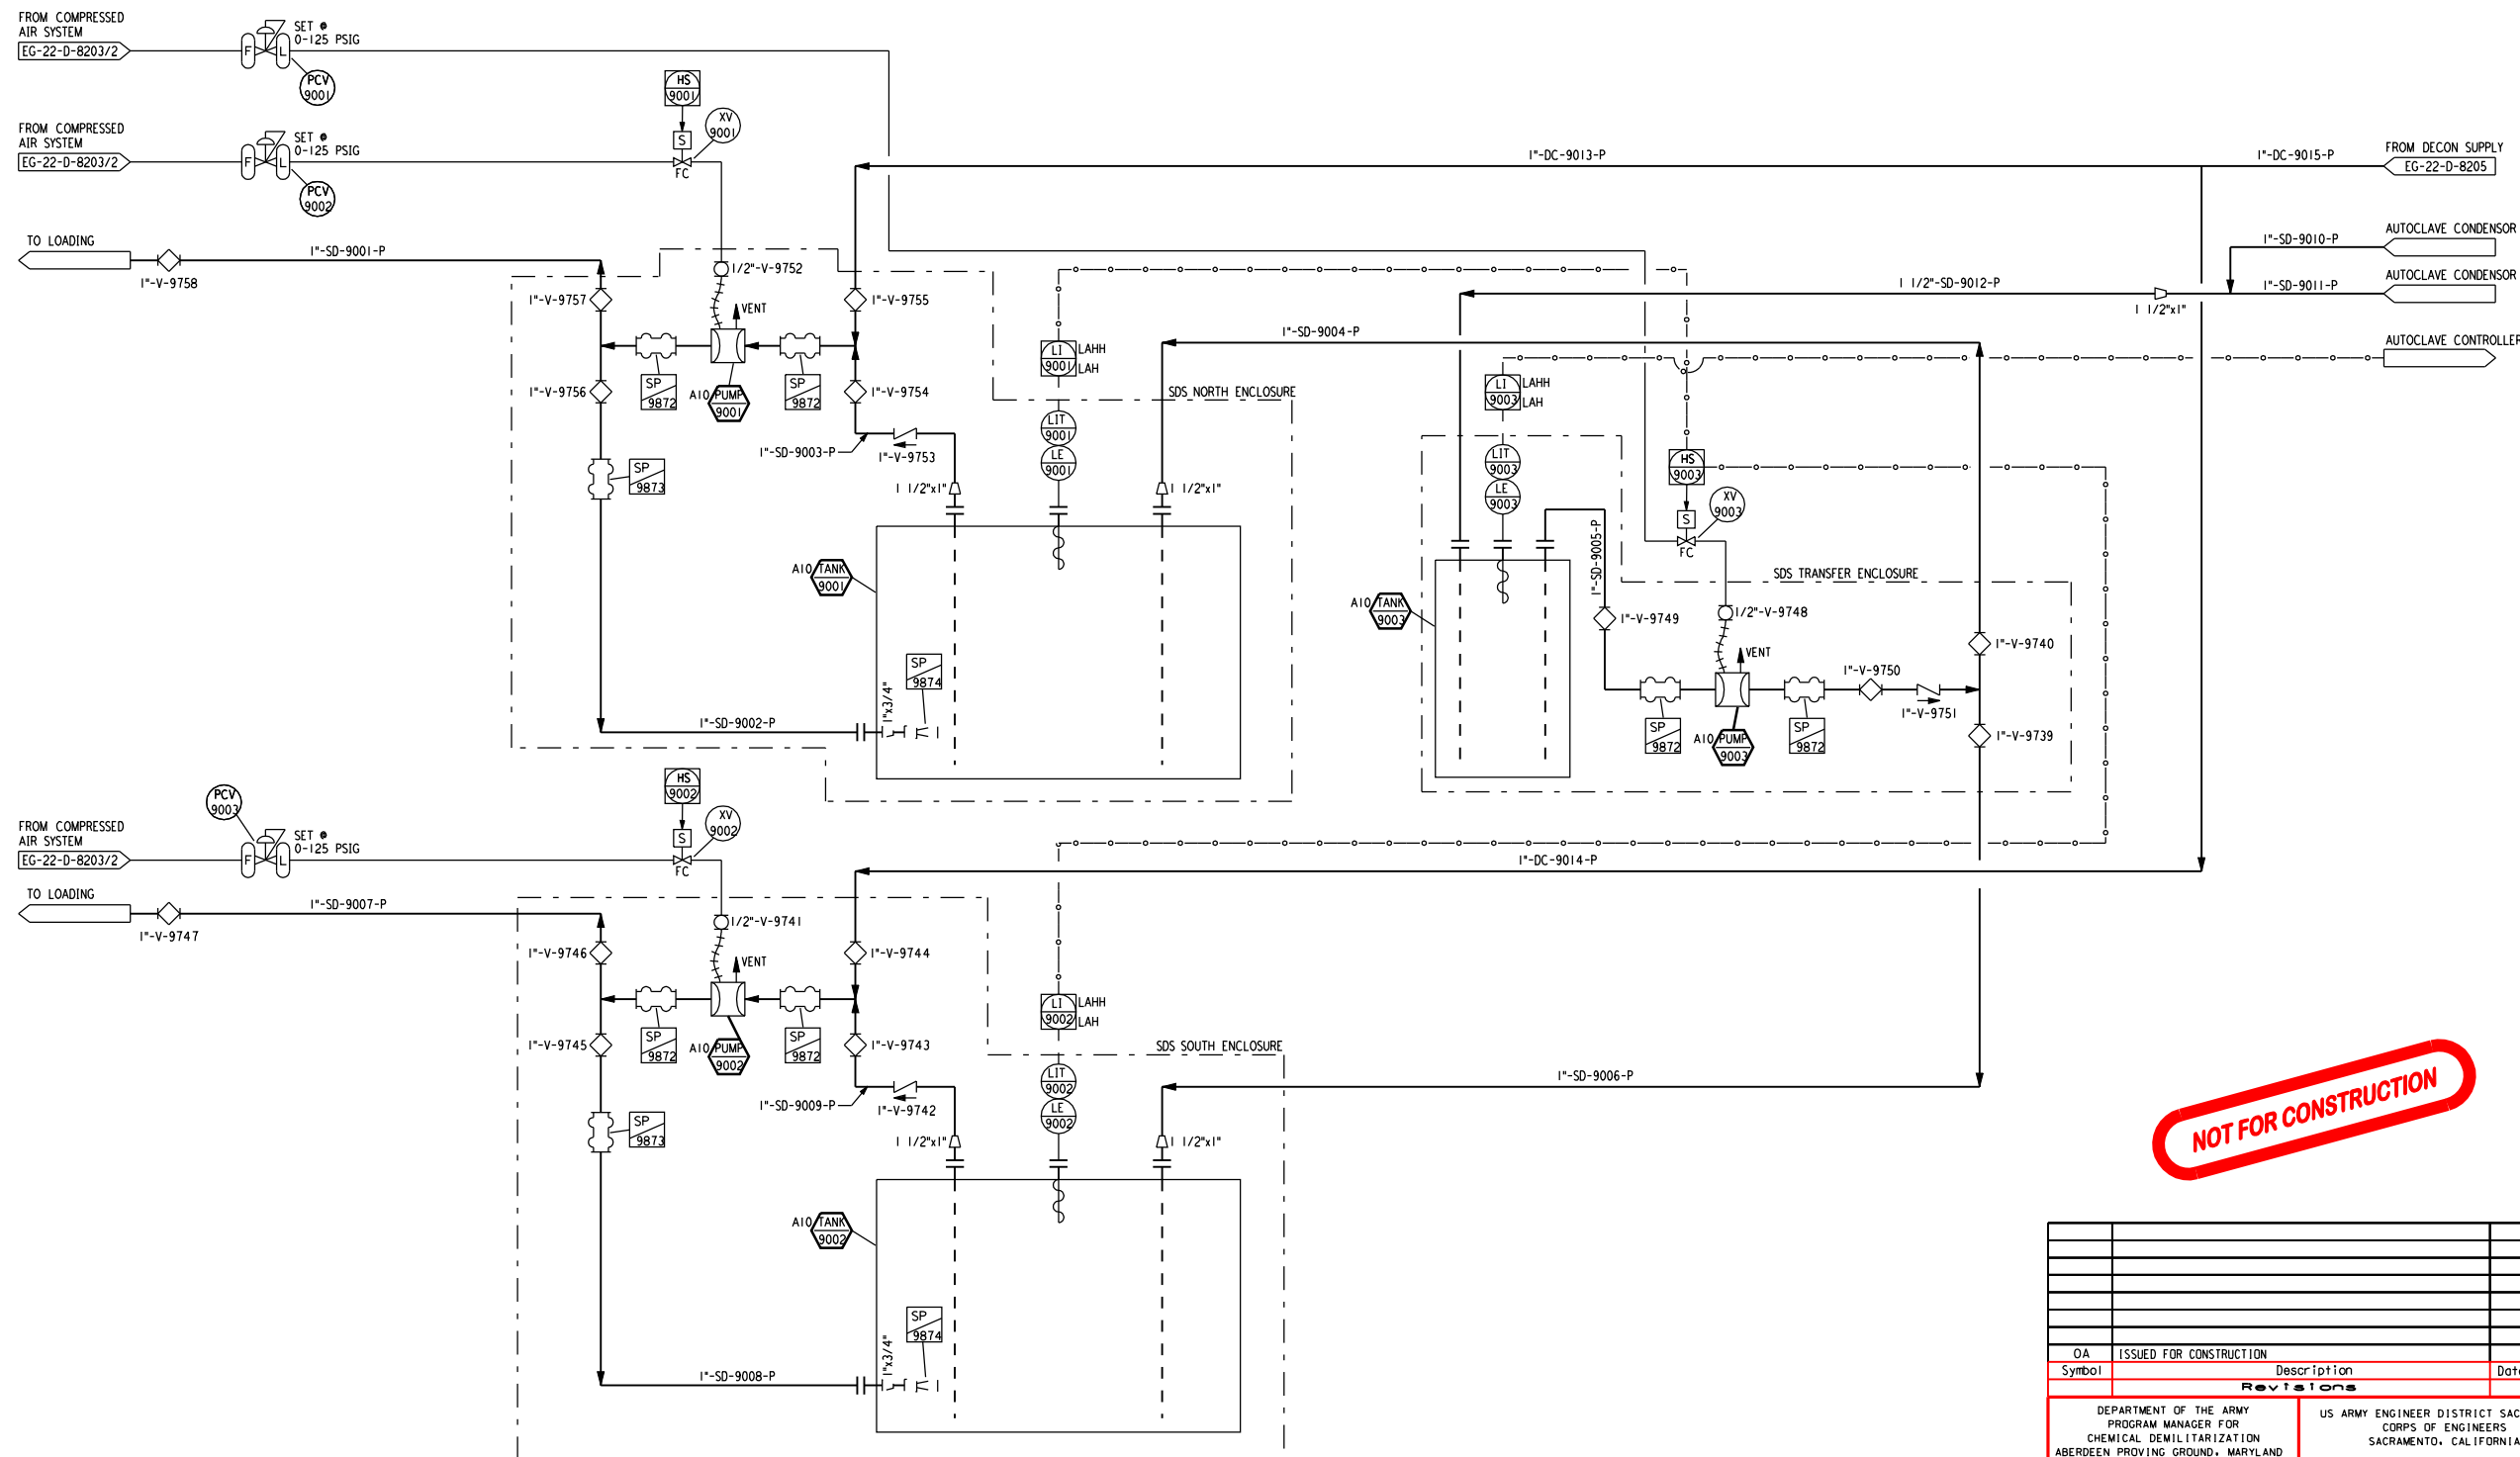 FROM COMPRESSED
AIR SYSTEM
EG-22-D-8203/2
F
L
SET @
0-125 PSIG
PCV
9001
FROM COMPRESSED
AIR SYSTEM
EG-22-D-8203/2
F
L
SET @
0-125 PSIG
PCV
9002
HS
9001
S
XV
9001
FC
1"-DC-9013-P
1"-DC-9015-P
FROM DECON SUPPLY
EG-22-D-8205
TO LOADING
1"-V-9758
1"-SD-9001-P
1"-SD-9010-P
AUTOCLAVE CONDENSOR
1 1/2"-SD-9012-P
1 1/2"x1"
1"-SD-9011-P
AUTOCLAVE CONDENSOR
AUTOCLAVE CONTROLLER
1"-V-9757
1/2"-V-9752
VENT
1"-V-9755
1"-V-9756
SP
9872
A10
PUMP
9001
SP
9872
1"-V-9754
LI
9001
LAHH
LAH
1"-SD-9004-P
SDS NORTH ENCLOSURE
LIT
9001
LE
9001
1"-SD-9003-P
1"-V-9753
SP
9873
1 1/2"x1"
1 1/2"x1"
A10
TANK
9001
SP
9874
1"x3/4"
1"-SD-9002-P
LI
9003
LAHH
LAH
LIT
9003
LE
9003
HS
9003
S
XV
9003
FC
1"-SD-9005-P
SDS TRANSFER ENCLOSURE
A10
TANK
9003
1"-V-9749
1/2"-V-9748
VENT
1"-V-9740
1"-V-9750
1"-V-9751
SP
9872
A10
PUMP
9003
SP
9872
1"-V-9739
PCV
9003
FROM COMPRESSED
AIR SYSTEM
EG-22-D-8203/2
F
L
SET @
0-125 PSIG
HS
9002
S
XV
9002
FC
1"-DC-9014-P
TO LOADING
1"-V-9747
1"-SD-9007-P
1"-V-9746
1/2"-V-9741
VENT
1"-V-9744
1"-V-9745
SP
9872
A10
PUMP
9002
SP
9872
1"-V-9743
LI
9002
LAHH
LAH
SDS SOUTH ENCLOSURE
LIT
9002
LE
9002
1"-SD-9006-P
1"-SD-9009-P
1"-V-9742
SP
9873
1 1/2"x1"
1 1/2"x1"
A10
TANK
9002
SP
9874
1"x3/4"
1"-SD-9008-P
NOT FOR CONSTRUCTION
0A ISSUED FOR CONSTRUCTION
Symbol Description Date
Revisions
DEPARTMENT OF THE ARMY
PROGRAM MANAGER FOR
CHEMICAL DEMILITARIZATION
ABERDEEN PROVING GROUND, MARYLAND
US ARMY ENGINEER DISTRICT SAC
CORPS OF ENGINEERS
SACRAMENTO, CALIFORNIA